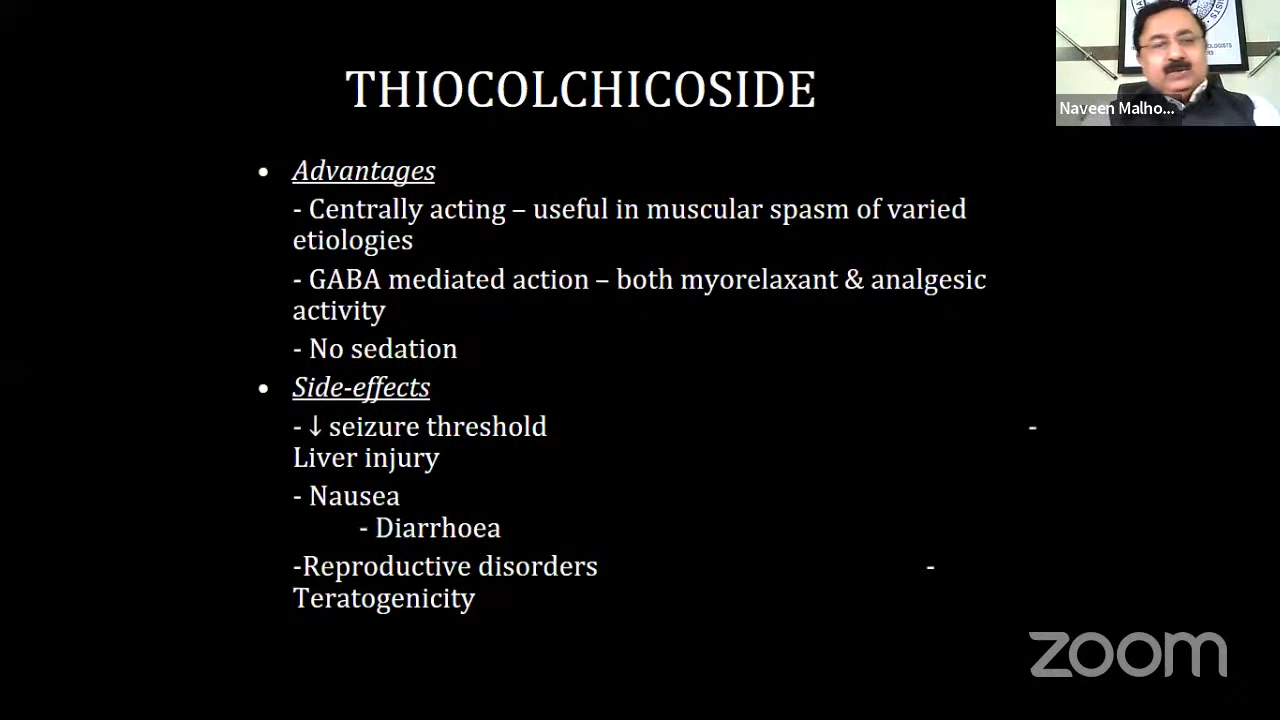 THIOCOLCHICOSIDE
Naveen Malho...
• Advantages
- Centrally acting – useful in muscular spasm of varied
etiologies
- GABA mediated action – both myorelaxant & analgesic
activity
- No sedation
• Side-effects
- ↓ seizure threshold -
Liver injury
- Nausea
- Diarrhoea
-Reproductive disorders -
Teratogenicity
zoom